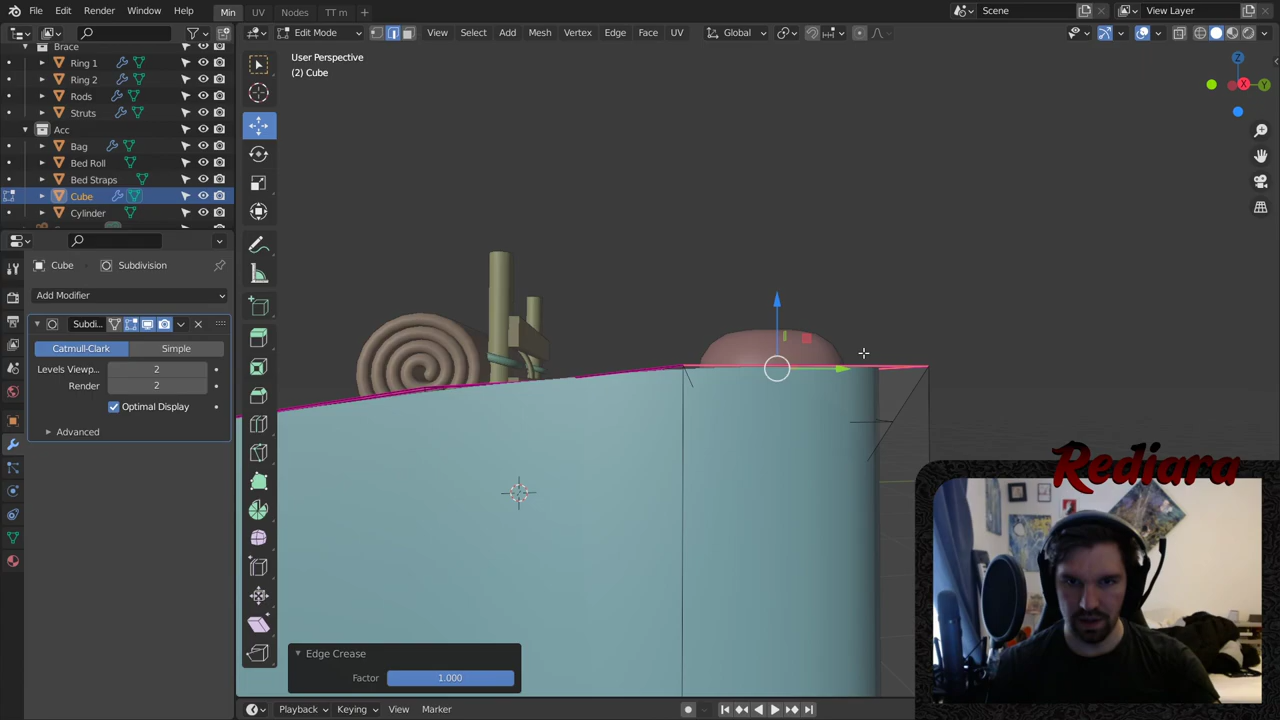 File Edit Render Window Help Min UV Nodes TT m + Scene View Layer
Edit Mode View Select Add Mesh Vertex Edge Face UV Global
Brace
Ring 1
Ring 2
Rods
Struts
Acc
Bag
Bed Roll
Bed Straps
Cube
Cylinder
User Perspective
(2) Cube
Z
X
Y
Cube > Subdivision
Add Modifier
Subdi...
Catmull-Clark Simple
Levels Viewp... 2
Render 2
Optimal Display
Advanced
Edge Crease
Factor 1.000
Rediara
Playback Keying View Marker